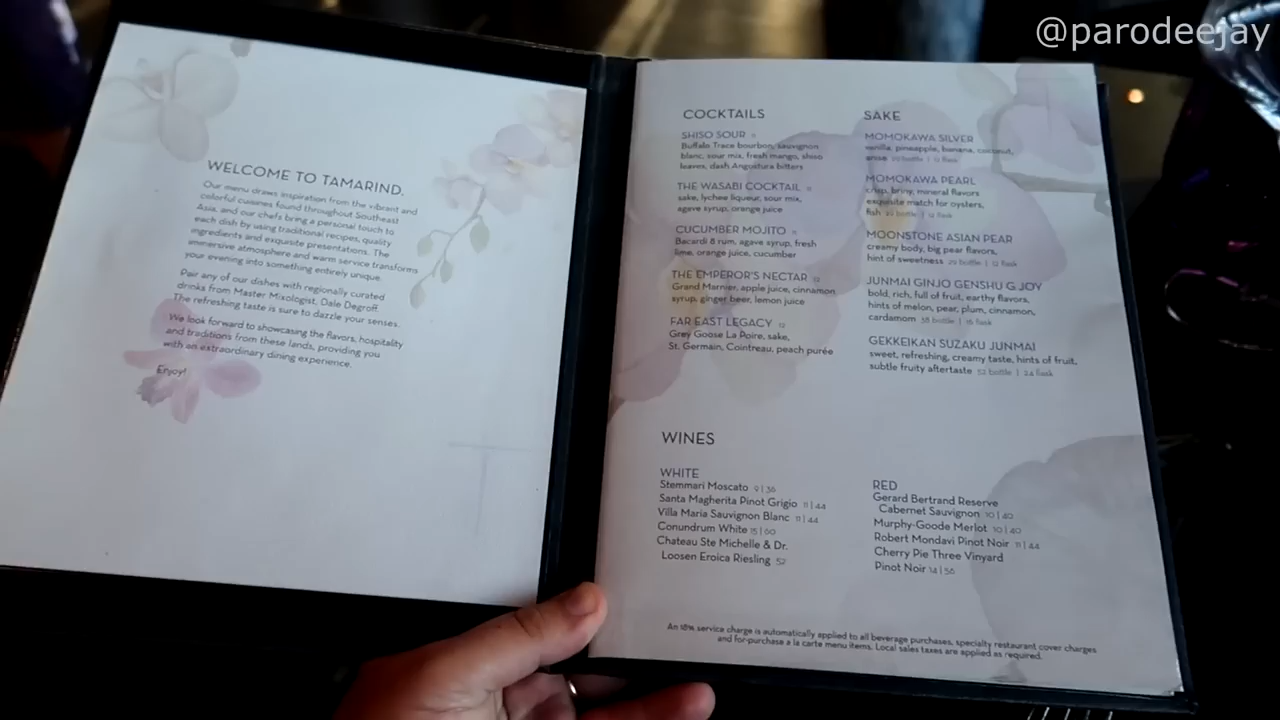 @parodeejay
WELCOME TO TAMARIND.
Our menu draws inspiration from the vibrant and
colorful cuisines found throughout Southeast
Asia, and our chefs bring a personal touch to
each dish by using traditional recipes, quality
ingredients and exquisite presentations. The
immersive atmosphere and warm service transforms
your evening into something entirely unique.
Pair any of our dishes with regionally curated
drinks from Master Mixologist, Dale Degroff.
The refreshing taste is sure to dazzle your senses.
We look forward to showcasing the flavors, hospitality
and traditions from these lands, providing you
with an extraordinary dining experience.
Enjoy!
COCKTAILS
SHISO SOUR 11
Buffalo Trace bourbon, sauvignon
blanc, sour mix, fresh mango, shiso
leaves, dash Angostura bitters
THE WASABI COCKTAIL 11
sake, lychee liqueur, sour mix,
agave syrup, orange juice
CUCUMBER MOJITO 11
Bacardi 8 rum, agave syrup, fresh
lime, orange juice, cucumber
THE EMPEROR'S NECTAR 12
Grand Marnier, apple juice, cinnamon
syrup, ginger beer, lemon juice
FAR EAST LEGACY 12
Grey Goose La Poire, sake,
St. Germain, Cointreau, peach purée
SAKE
MOMOKAWA SILVER
vanilla, pineapple, banana, coconut,
anise bottle | 12 flask
MOMOKAWA PEARL
crisp, briny, mineral flavors
exquisite match for oysters,
fish bottle | 12 flask
MOONSTONE ASIAN PEAR
creamy body, big pear flavors,
hint of sweetness 29 bottle | 12 flask
JUNMAI GINJO GENSHU G JOY
bold, rich, full of fruit, earthy flavors,
hints of melon, pear, plum, cinnamon,
cardamom 38 bottle | 16 flask
GEKKEIKAN SUZAKU JUNMAI
sweet, refreshing, creamy taste, hints of fruit,
subtle fruity aftertaste 52 bottle | 24 flask
WINES
WHITE
Stemmari Moscato 9 | 36
Santa Magherita Pinot Grigio 11 | 44
Villa Maria Sauvignon Blanc 11 | 44
Conundrum White 15 | 60
Chateau Ste Michelle & Dr.
Loosen Eroica Riesling 52
RED
Gerard Bertrand Reserve
Cabernet Sauvignon 10 | 40
Murphy-Goode Merlot 10 | 40
Robert Mondavi Pinot Noir 11 | 44
Cherry Pie Three Vinyard
Pinot Noir 14 | 56
An 18% service charge is automatically applied to all beverage purchases, specialty restaurant cover charges
and for-purchase a la carte menu items. Local sales taxes are applied as required.